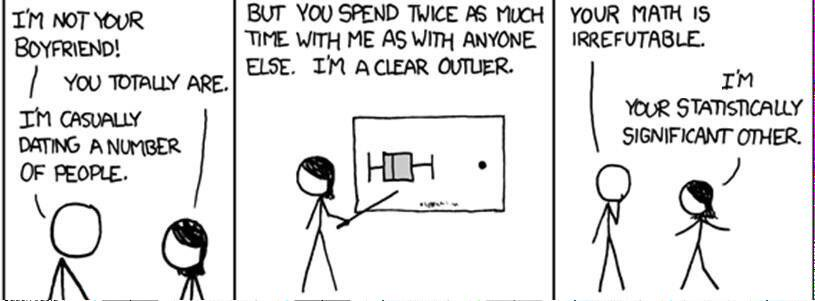 I'M NOT YOUR
BOYFRIEND!
YOU TOTALLY ARE.
I'M CASUALLY
DATING A NUMBER
OF PEOPLE.
BUT YOU SPEND TWICE AS MUCH
TIME WITH ME AS WITH ANYONE
ELSE. I'M A CLEAR OUTLIER.
YOUR MATH IS
IRREFUTABLE.
I'M
YOUR STATISTICALLY
SIGNIFICANT OTHER.